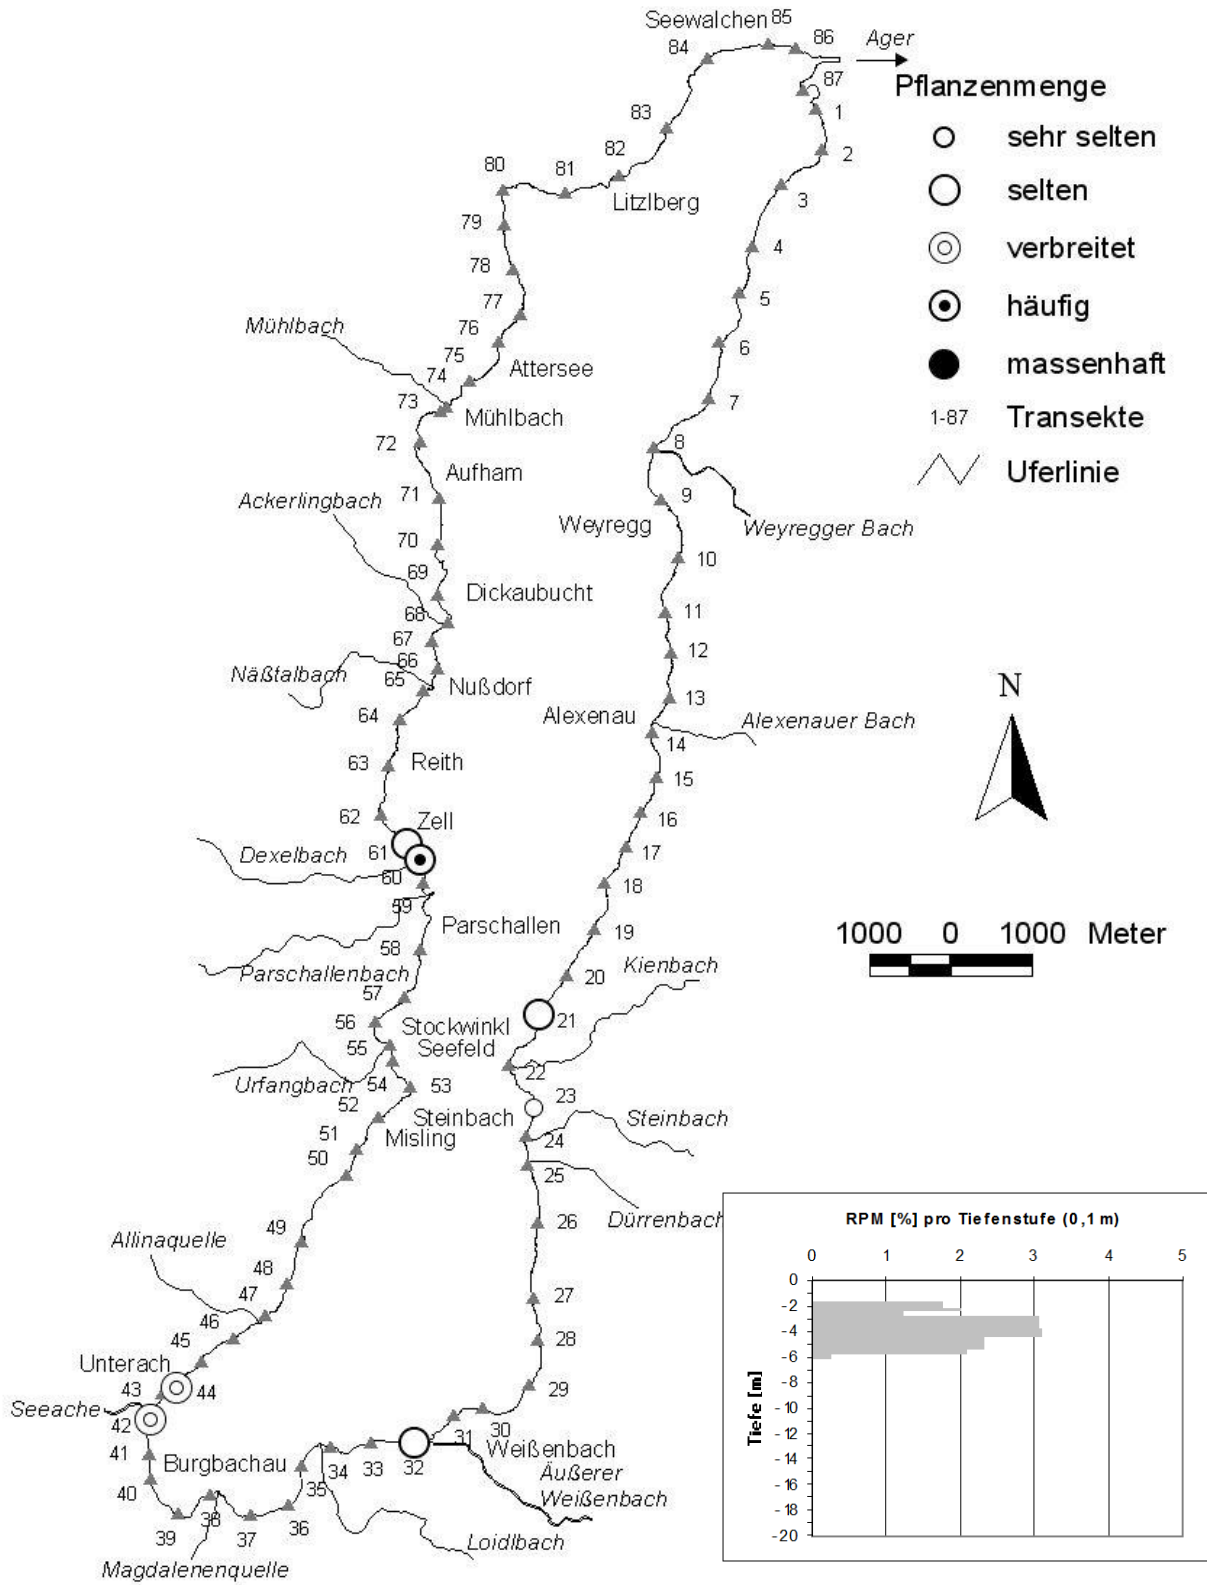 Seewalchen
85
86
84
Ager
87
Pflanzenmenge
1
83
sehr selten
82
2
80
81
selten
3
Litzlberg
79
4
verbreitet
78
5
77
häufig
Mühlbach
76
6
75
Attersee
massenhaft
74
73
7
Mühlbach
1-87
Transekte
72
8
Aufham
Uferlinie
71
9
Ackerlingbach
Weyregg
Weyregger Bach
70
10
69
Dickaubucht
68
11
67
66
12
Näßtalbach
65
Nußdorf
N
13
64
Alexenau
Alexenauer Bach
14
63
Reith
15
62
Zell
16
61
Dexelbach
17
60
18
59
Parschallen
19
1000 0 1000 Meter
58
Parschallenbach
20
Kienbach
57
56
Stockwinkl
21
55
Seefeld
22
Urfangbach
54
53
23
52
Steinbach
Steinbach
51
Misling
24
50
25
Dürrenbach
26
RPM [%] pro Tiefenstufe (0,1 m)
49
Allinaquelle
0 1 2 3 4 5
48
0
47
27
-2
46
28
-4
45
-6
Unterach
29
-8
43
44
-10
Seeache
42
30
31
-12
41
Burgbachau
34
33
32
Weißenbach
-14
40
35
Äußerer
Weißenbach
-16
39
38
37
36
-18
Loidlbach
-20
Magdalenenquelle
Tiefe [m]